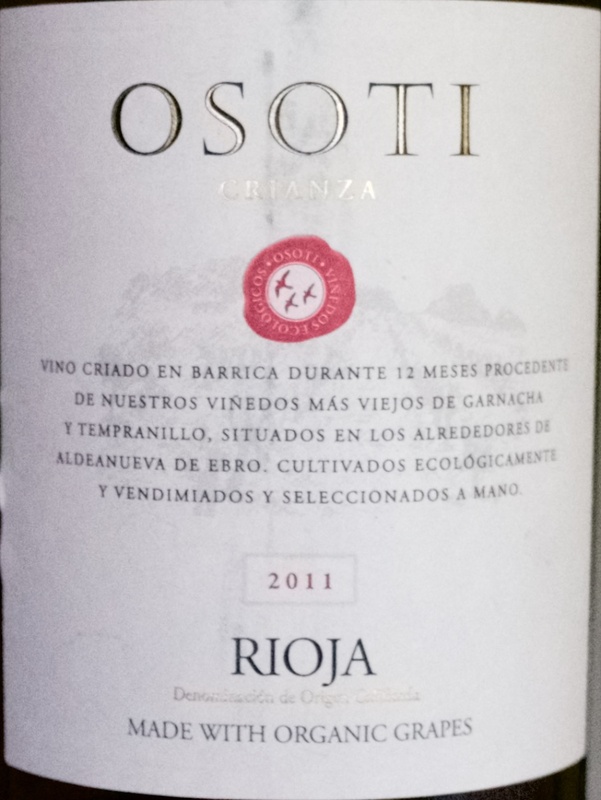 OSOTI
CRIANZA
• OSOTI • VIÑEDOS ECOLÓGICOS
VINO CRIADO EN BARRICA DURANTE 12 MESES PROCEDENTE
DE NUESTROS VIÑEDOS MÁS VIEJOS DE GARNACHA
Y TEMPRANILLO, SITUADOS EN LOS ALREDEDORES DE
ALDEANUEVA DE EBRO. CULTIVADOS ECOLÓGICAMENTE
Y VENDIMIADOS Y SELECCIONADOS A MANO.
2011
RIOJA
Denominación de Origen Calificada
MADE WITH ORGANIC GRAPES